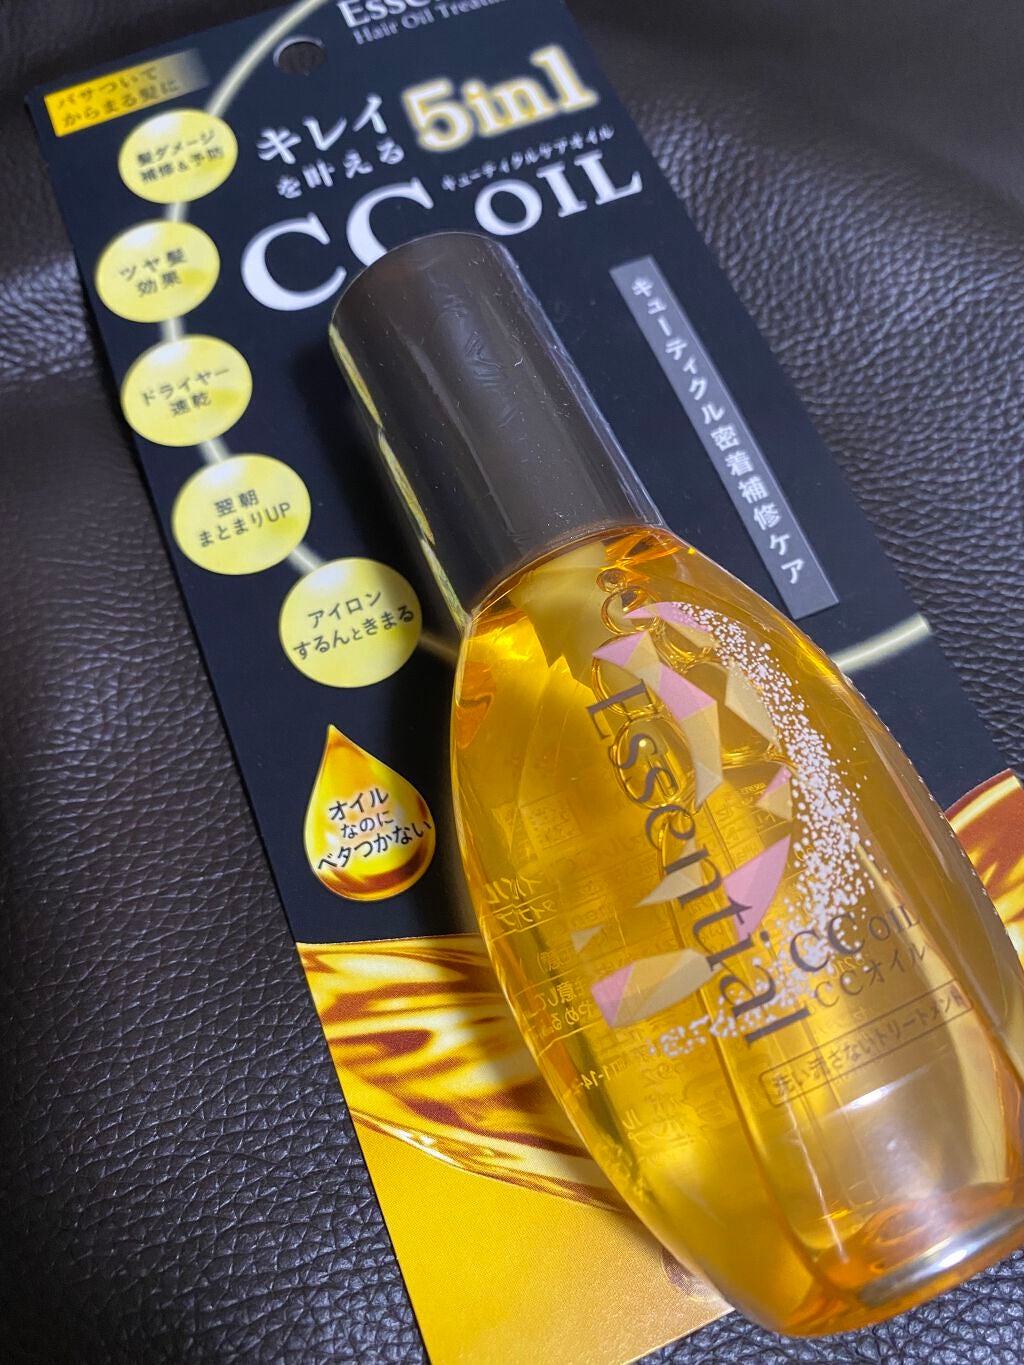 Hair Oil
パサついて
からまる髪に
キレイ
を叶える
5in1
キューティクルケアオイル
CC OIL
髪ダメージ
補修&予防
ツヤ髪
効果
ドライヤー
速乾
翌朝
まとまりUP
アイロン
するんときまる
キューティクル密着補修ケア
オイル
なのに
ベタつかない
Essential
CC OIL
CCオイル
洗い流さないトリートメント